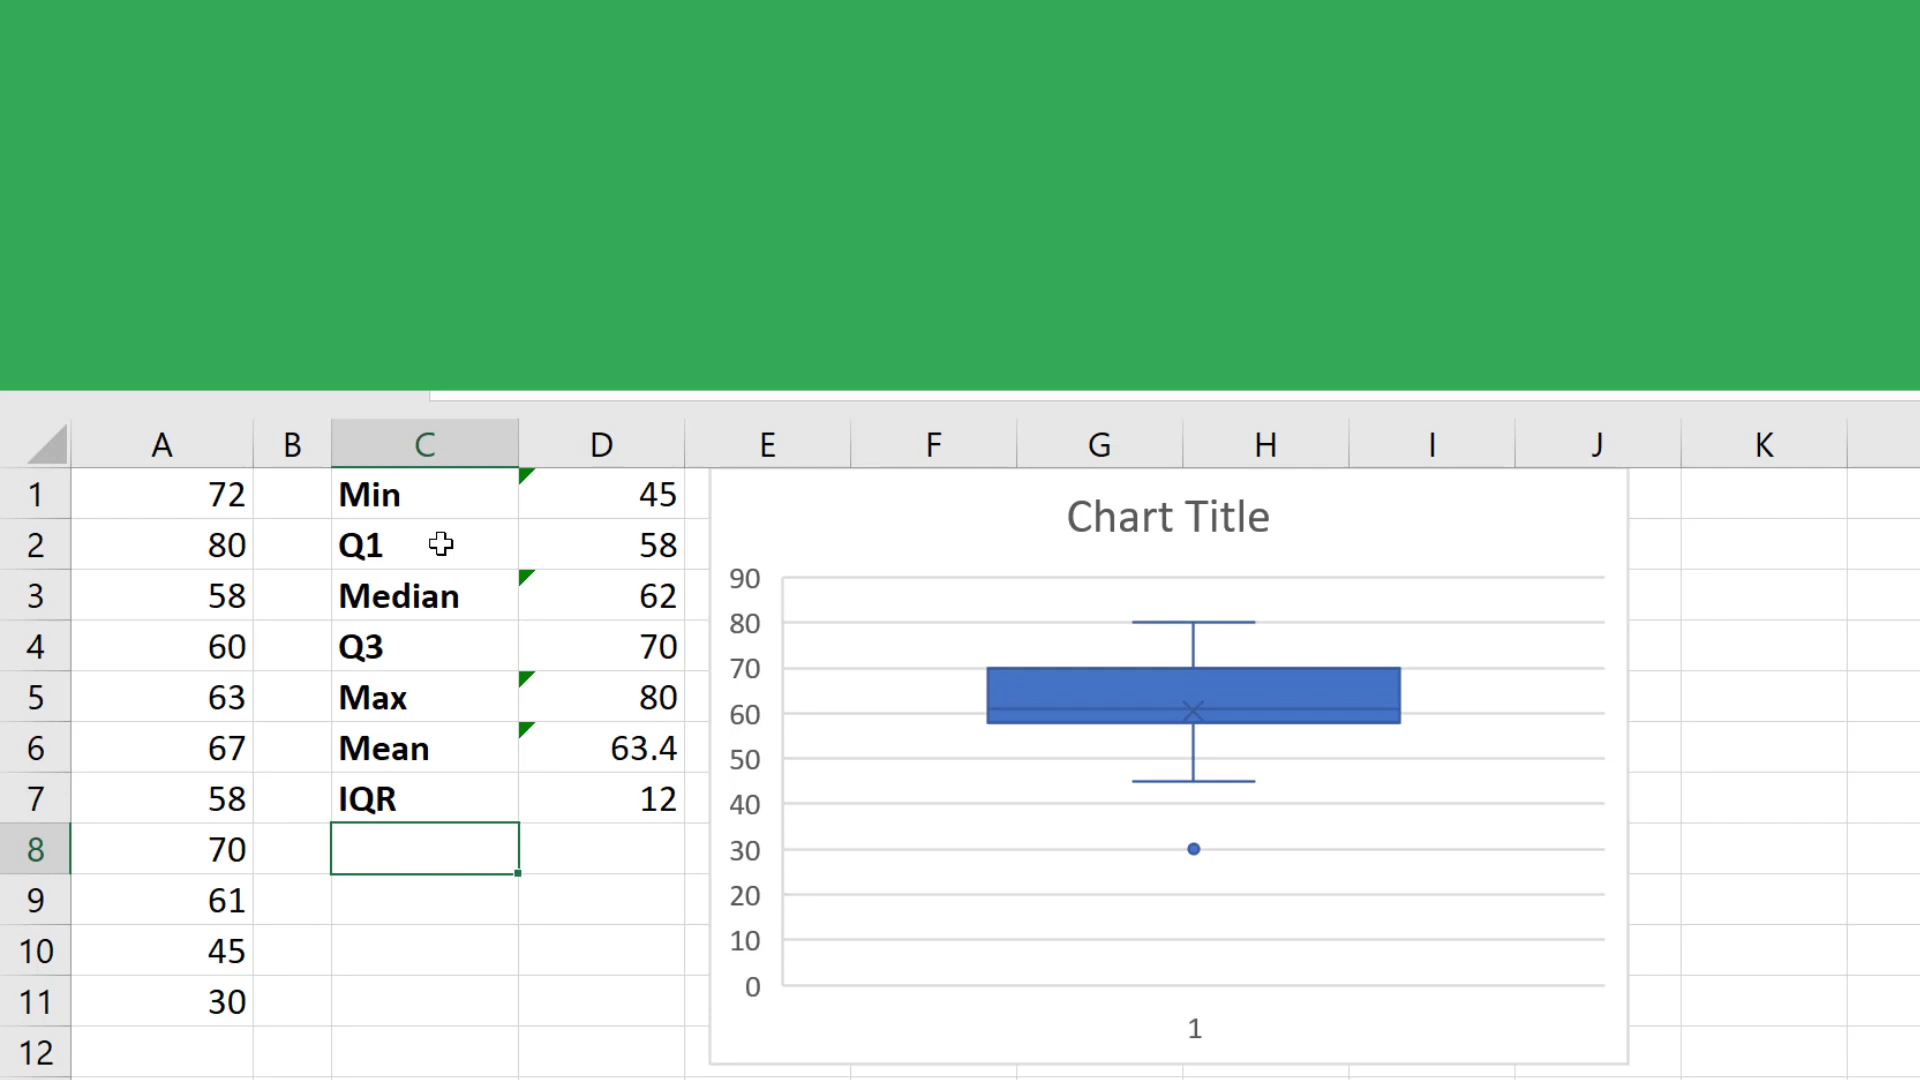 A B C D E F G H I J K
1 72 Min 45
2 80 Q1 58
3 58 Median 62
4 60 Q3 70
5 63 Max 80
6 67 Mean 63.4
7 58 IQR 12
8 70
9 61
10 45
11 30
12
Chart Title
90
80
70
60
50
40
30
20
10
0
1